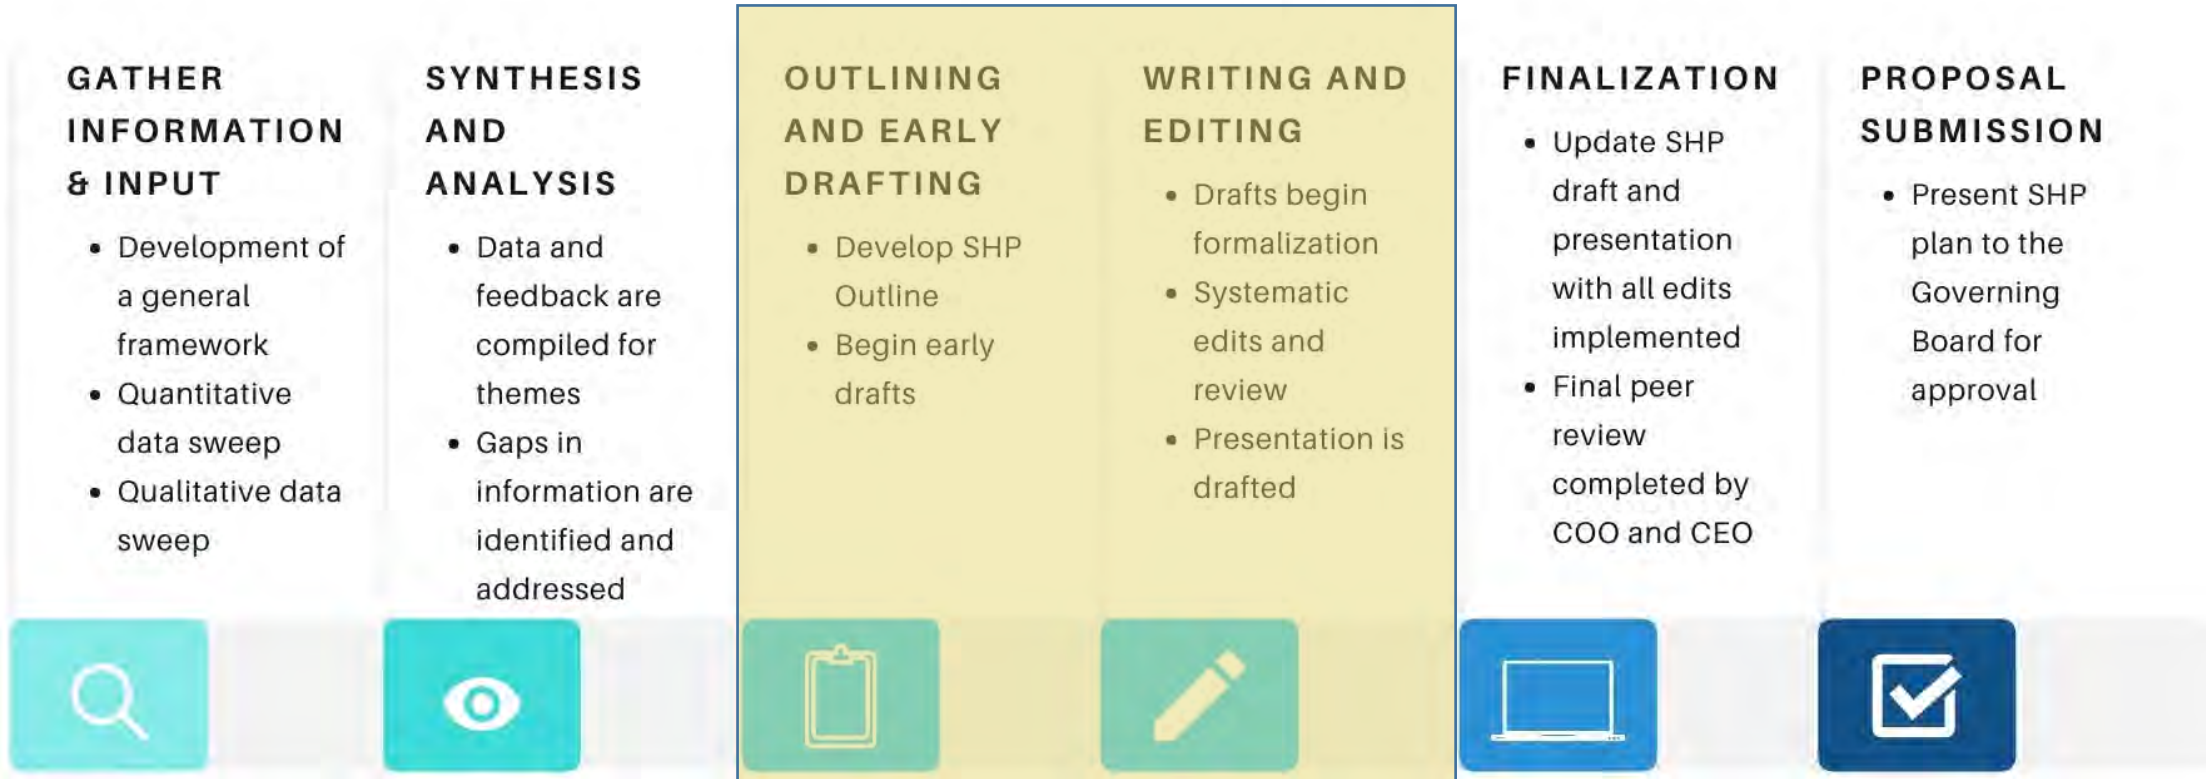 GATHER
INFORMATION
& INPUT
• Development of
a general
framework
• Quantitative
data sweep
• Qualitative data
sweep
SYNTHESIS
AND
ANALYSIS
• Data and
feedback are
compiled for
themes
• Gaps in
information are
identified and
addressed
OUTLINING
AND EARLY
DRAFTING
• Develop SHP
Outline
• Begin early
drafts
WRITING AND
EDITING
• Drafts begin
formalization
• Systematic
edits and
review
• Presentation is
drafted
FINALIZATION
• Update SHP
draft and
presentation
with all edits
implemented
• Final peer
review
completed by
COO and CEO
PROPOSAL
SUBMISSION
• Present SHP
plan to the
Governing
Board for
approval